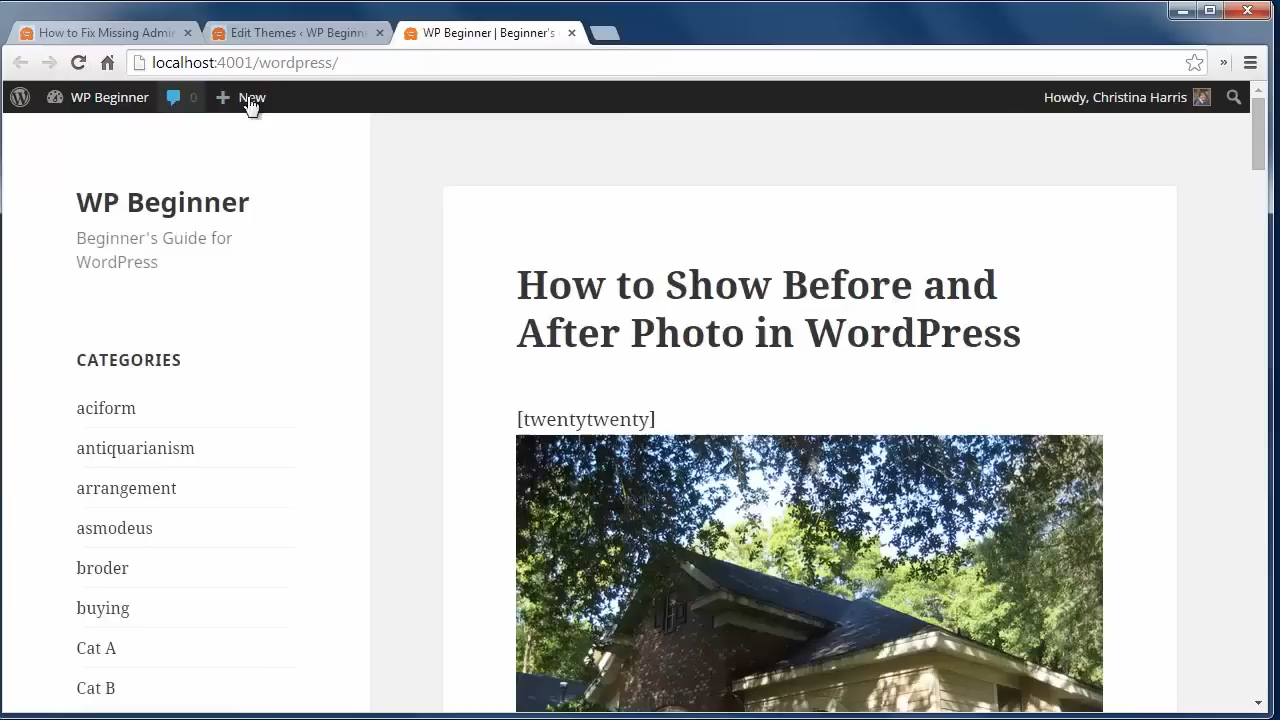 How to Fix Missing Admin
Edit Themes ‹ WP Beginn
WP Beginner | Beginner's
localhost:4001/wordpress/
WP Beginner
0
New
Howdy, Christina Harris
WP Beginner
Beginner's Guide for
WordPress
CATEGORIES
aciform
antiquarianism
arrangement
asmodeus
broder
buying
Cat A
Cat B
How to Show Before and
After Photo in WordPress
[twentytwenty]